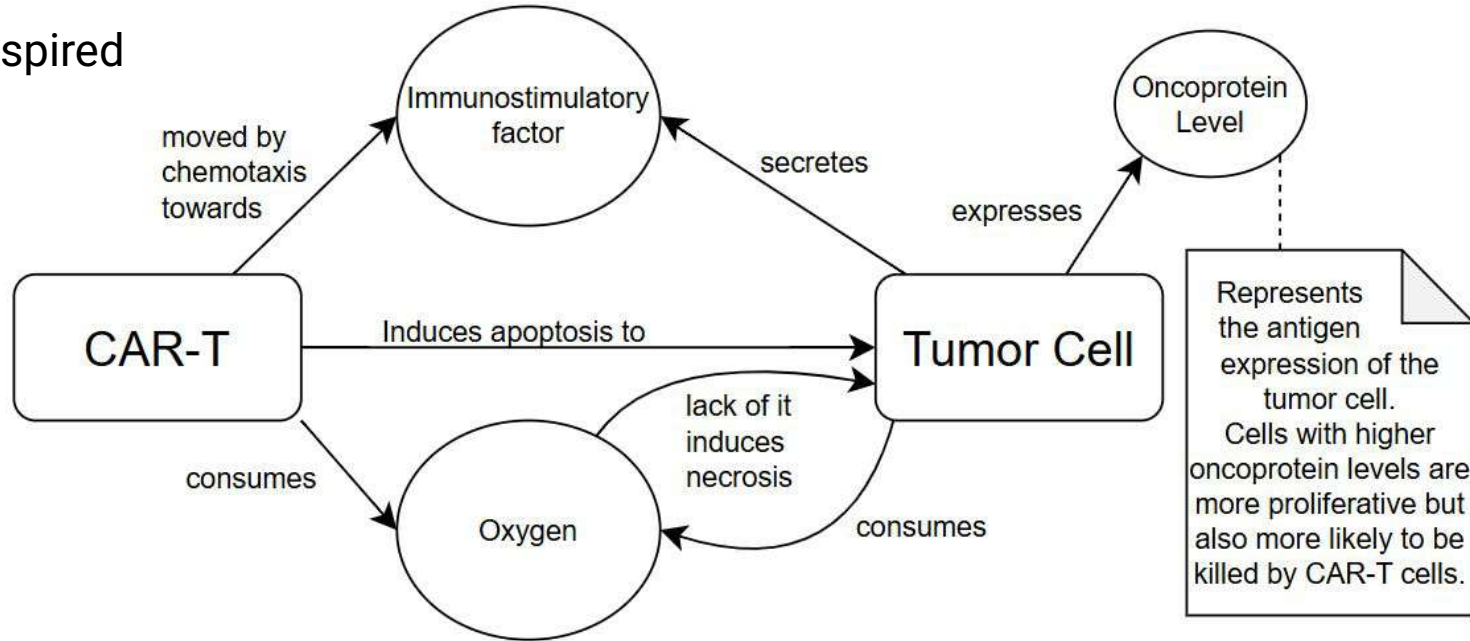 spired
Immunostimulatory
factor
Oncoprotein
Level
moved by
chemotaxis
towards
secretes
expresses
CAR-T
Induces apoptosis to
Tumor Cell
lack of it
induces
necrosis
consumes
Oxygen
consumes
Represents
the antigen
expression of the
tumor cell.
Cells with higher
oncoprotein levels are
more proliferative but
also more likely to be
killed by CAR-T cells.